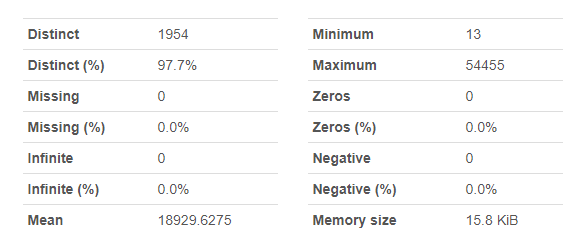 Distinct 1954 Minimum 13
Distinct (%) 97.7% Maximum 54455
Missing 0 Zeros 0
Missing (%) 0.0% Zeros (%) 0.0%
Infinite 0 Negative 0
Infinite (%) 0.0% Negative (%) 0.0%
Mean 18929.6275 Memory size 15.8 KiB